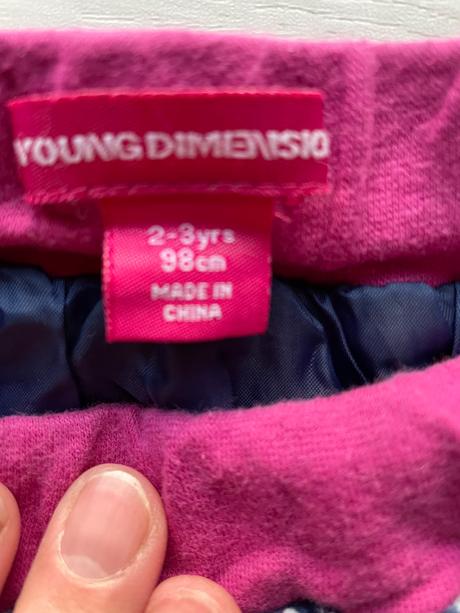 YOUNG DIMENSIO
2-3yrs
98cm
MADE IN
CHINA